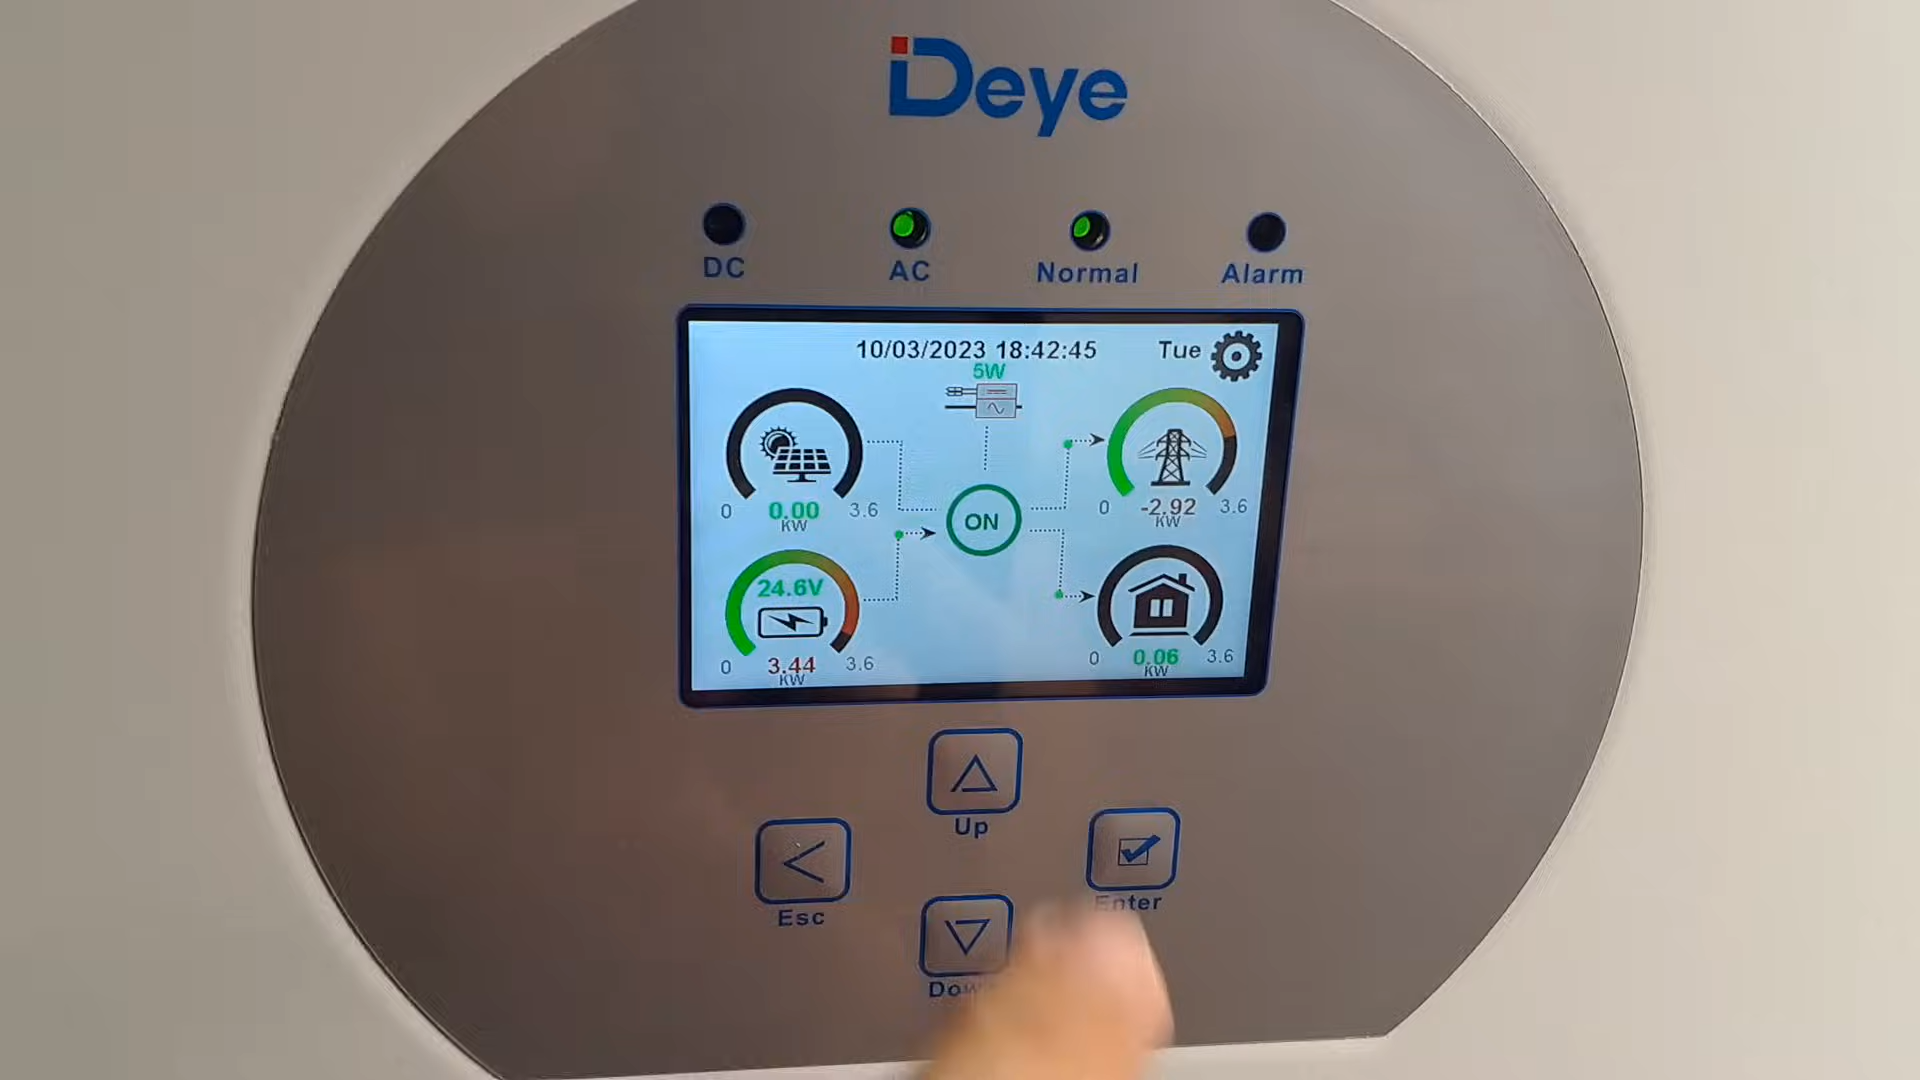 Deye
DC AC Normal Alarm
10/03/2023 18:42:45 Tue
5W
0 0.00 3.6
KW
0 -2.92 3.6
KW
ON
24.6V
0 3.44 3.6
KW
0 0.06 3.6
KW
Up
Esc
Enter